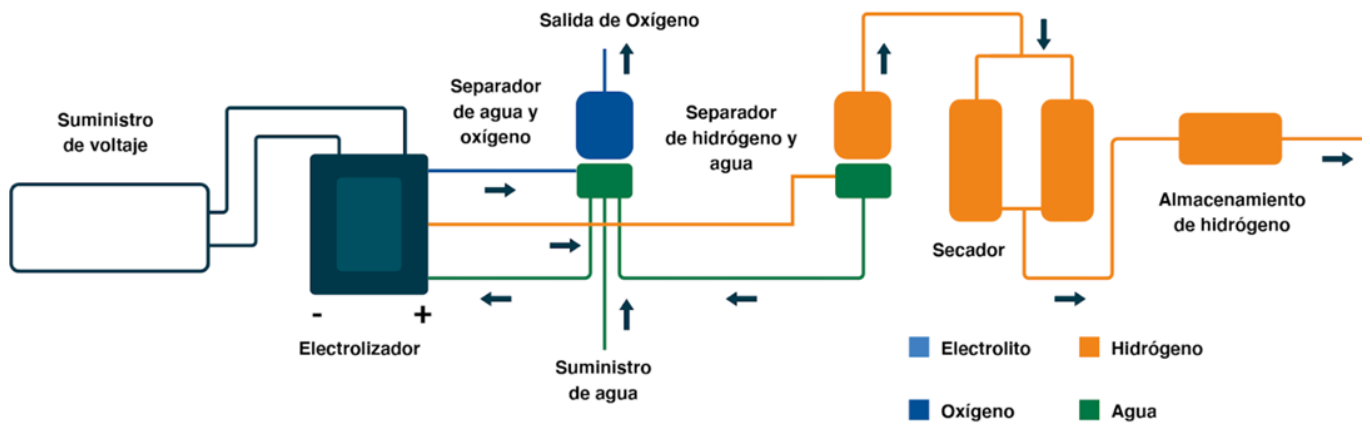 Salida de Oxígeno
Suministro
de voltaje
Separador
de agua y
oxígeno
Separador
de hidrógeno y
agua
Almacenamiento
de hidrógeno
Secador
- +
Electrolizador
Suministro
de agua
Electrolito
Hidrógeno
Oxígeno
Agua